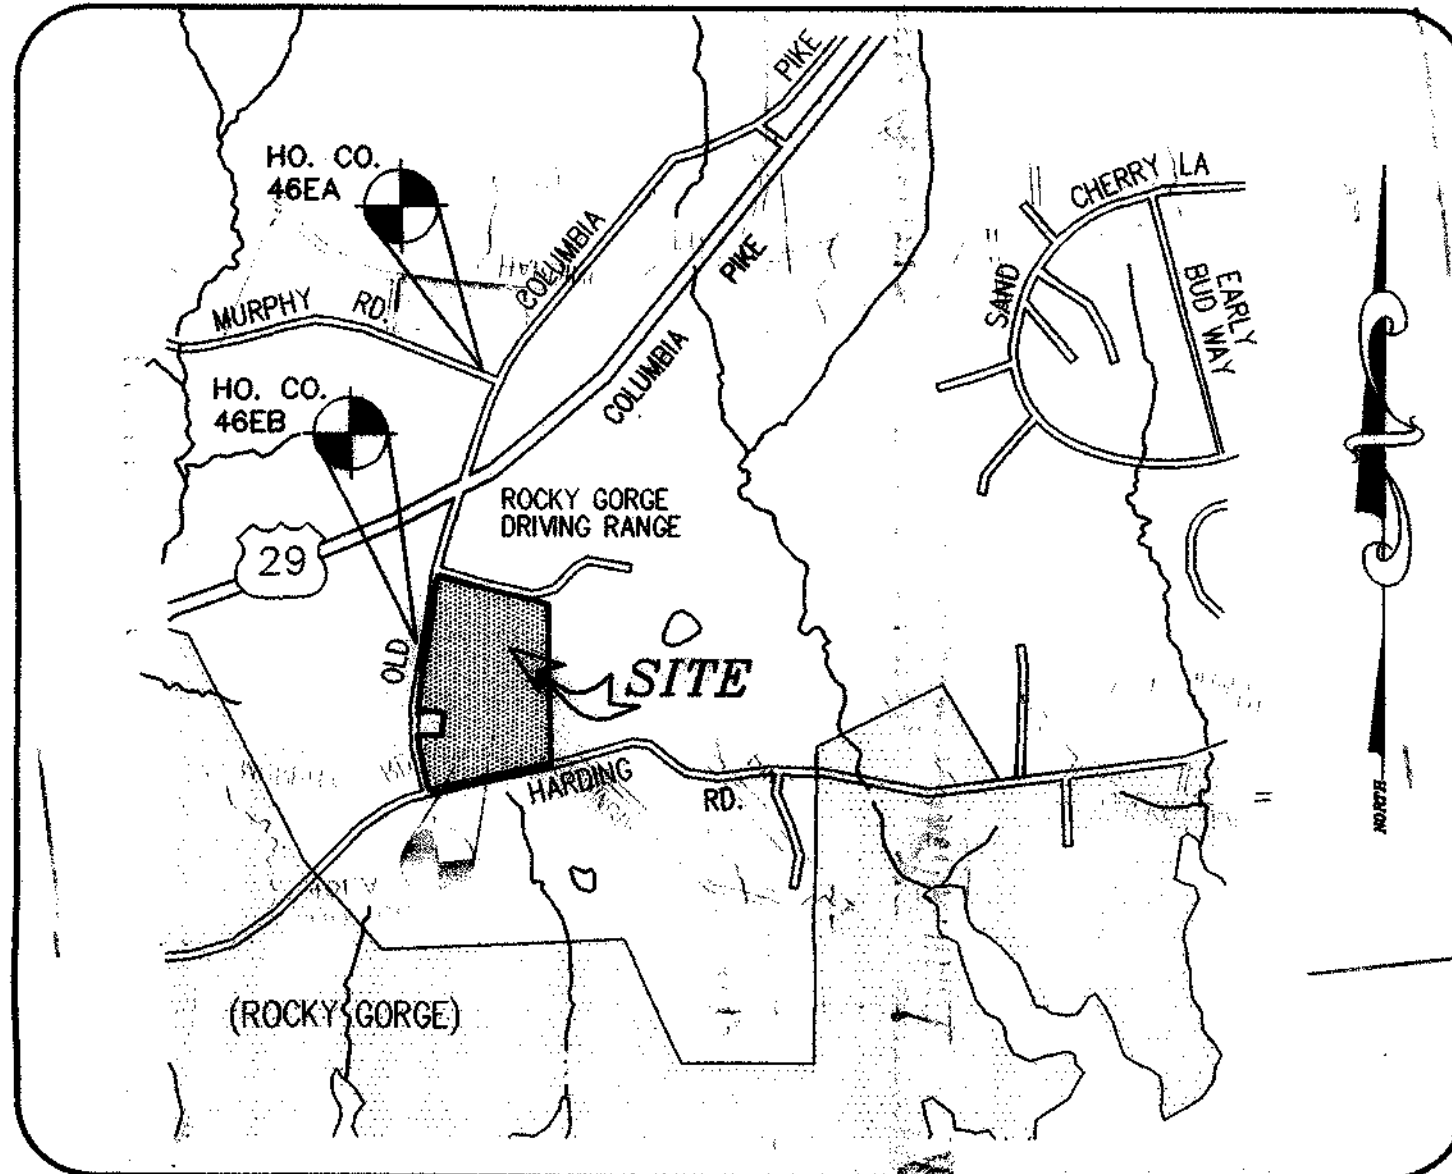 PIKE
HO. CO.
46EA
CHERRY LA
COLUMBIA
PIKE
MURPHY RD.
SAND
EARLY
BUD WAY
COLUMBIA
HO. CO.
46EB
ROCKY GORGE
DRIVING RANGE
29
OLD
SITE
HARDING RD.
NORTH
(ROCKY GORGE)